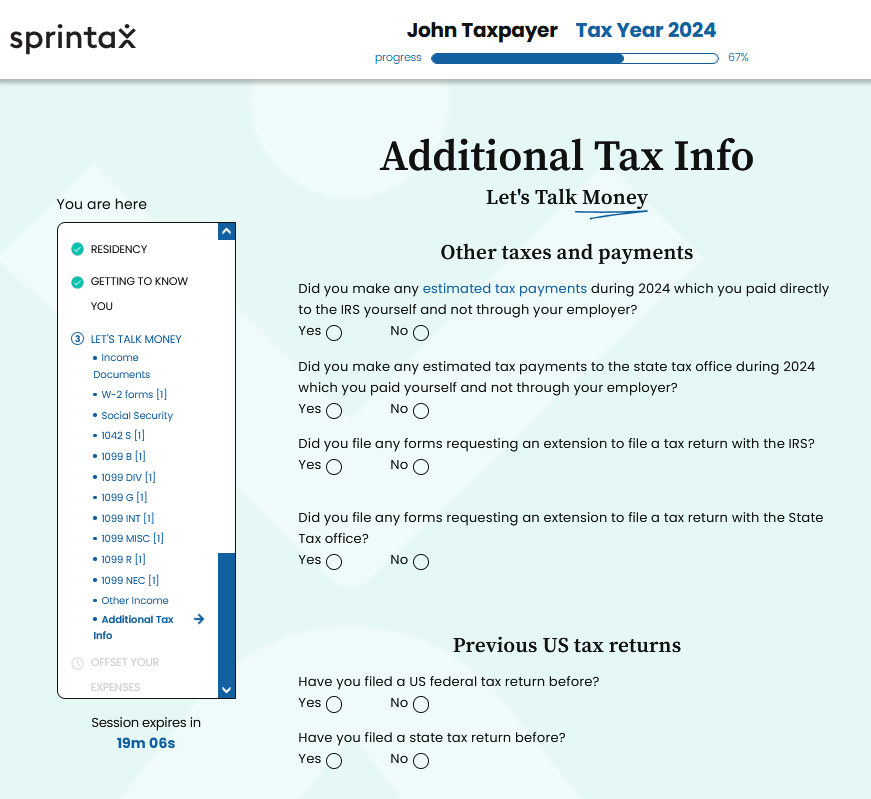 sprintax
John Taxpayer Tax Year 2024
progress 67%
Additional Tax Info
Let's Talk Money
You are here
RESIDENCY
GETTING TO KNOW
YOU
3 LET'S TALK MONEY
• Income
Documents
• W-2 forms [1]
• Social Security
• 1042 S [1]
• 1099 B [1]
• 1099 DIV [1]
• 1099 G [1]
• 1099 INT [1]
• 1099 MISC [1]
• 1099 R [1]
• 1099 NEC [1]
• Other Income
• Additional Tax
Info
OFFSET YOUR
EXPENSES
Session expires in
19m 06s
Other taxes and payments
Did you make any estimated tax payments during 2024 which you paid directly
to the IRS yourself and not through your employer?
Yes No
Did you make any estimated tax payments to the state tax office during 2024
which you paid yourself and not through your employer?
Yes No
Did you file any forms requesting an extension to file a tax return with the IRS?
Yes No
Did you file any forms requesting an extension to file a tax return with the State
Tax office?
Yes No
Previous US tax returns
Have you filed a US federal tax return before?
Yes No
Have you filed a state tax return before?
Yes No